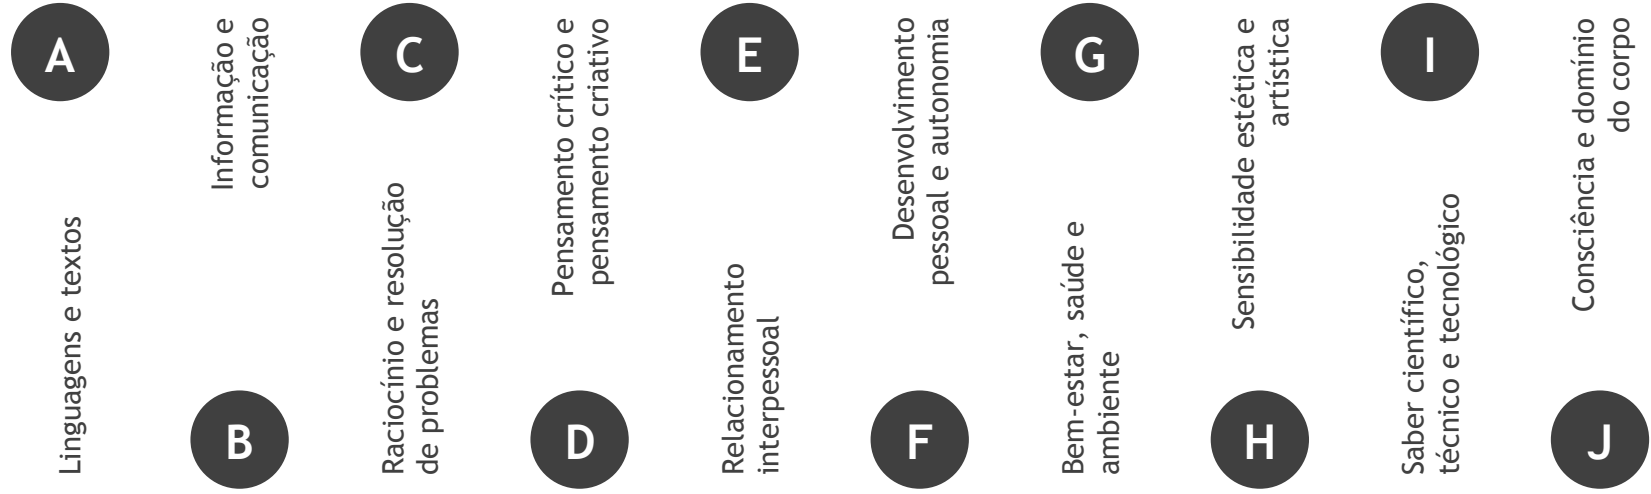 A
Linguagens e textos
Informação e
comunicação
B
C
Raciocínio e resolução
de problemas
Pensamento crítico e
pensamento criativo
D
E
Relacionamento
interpessoal
Desenvolvimento
pessoal e autonomia
F
G
Bem-estar, saúde e
ambiente
Sensibilidade estética e
artística
H
I
Saber científico,
técnico e tecnológico
Consciência e domínio
do corpo
J